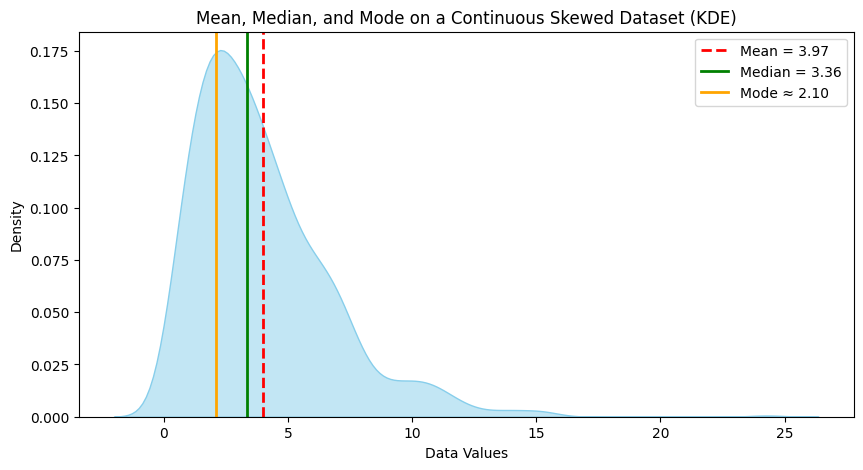 Mean, Median, and Mode on a Continuous Skewed Dataset (KDE)
Mean = 3.97
Median = 3.36
Mode ≈ 2.10
Density
0.175
0.150
0.125
0.100
0.075
0.050
0.025
0.000
0 5 10 15 20 25
Data Values